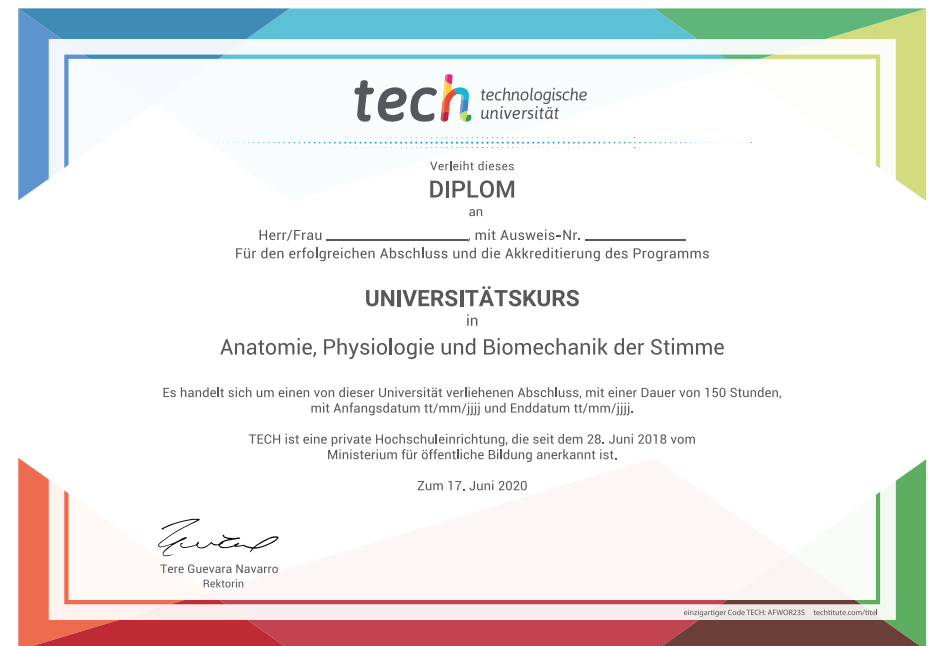 tech technologische
universität
Verleiht dieses
DIPLOM
an
Herr/Frau ____________________, mit Ausweis-Nr. ______________
Für den erfolgreichen Abschluss und die Akkreditierung des Programms
UNIVERSITÄTSKURS
in
Anatomie, Physiologie und Biomechanik der Stimme
Es handelt sich um einen von dieser Universität verliehenen Abschluss, mit einer Dauer von 150 Stunden,
mit Anfangsdatum tt/mm/jjjj und Enddatum tt/mm/jjjj.
TECH ist eine private Hochschuleinrichtung, die seit dem 28. Juni 2018 vom
Ministerium für öffentliche Bildung anerkannt ist.
Zum 17. Juni 2020
Tere Guevara Navarro
Rektorin
einzigartiger Code TECH: AFWOR23S techtitute.com/titel